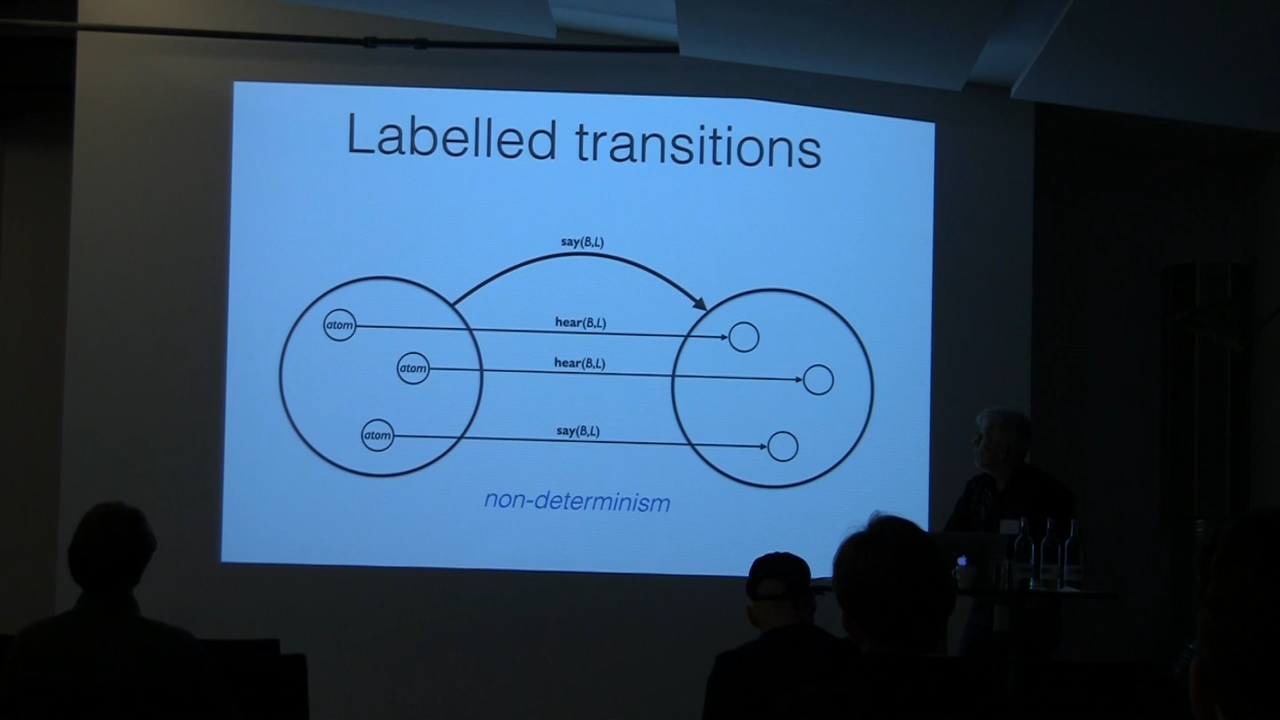 Labelled transitions
say(B,L)
atom
hear(B,L)
atom
hear(B,L)
atom
say(B,L)
non-determinism